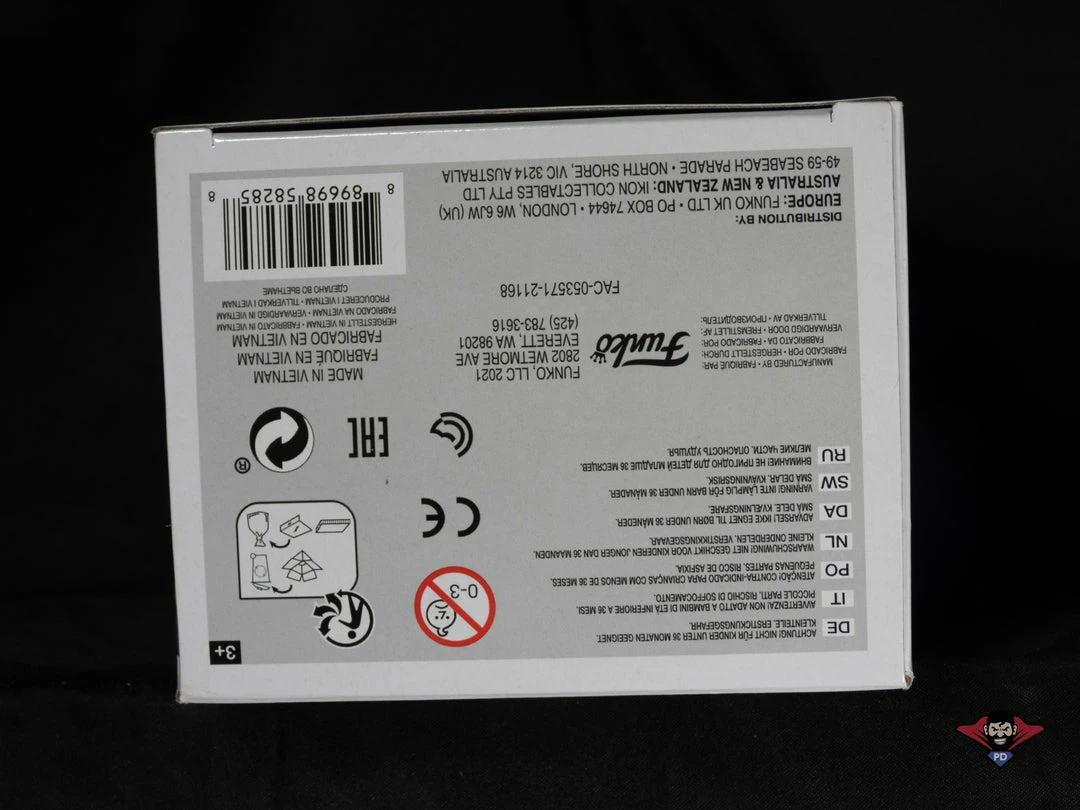 3+
DE
ACHTUNG! NICHT FÜR KINDER UNTER 36 MONATEN GEEIGNET.
KLEINTEILE. ERSTICKUNGSGEFAHR.
IT
AVVERTENZA! NON ADATTO A BAMBINI DI ETÀ INFERIORE A 36 MESI.
PICCOLE PARTI. RISCHIO DI SOFFOCAMENTO.
PO
ATENÇÃO! CONTRA-INDICADO PARA CRIANÇAS COM MENOS DE 36 MESES.
PEQUENAS PARTES. RISCO DE ASFIXIA.
NL
WAARSCHUWING! NIET GESCHIKT VOOR KINDEREN JONGER DAN 36 MAANDEN.
KLEINE ONDERDELEN. VERSTIKKINGSGEVAAR.
DA
ADVARSEL! IKKE EGNET TIL BØRN UNDER 36 MÅNEDER.
SMÅ DELE. KVÆLNINGSFARE.
SW
VARNING! INTE LÄMPLIG FÖR BARN UNDER 36 MÅNADER.
SMÅ DELAR. KVÄVNINGSRISK.
RU
ВНИМАНИЕ! НЕ ПРИГОДНО ДЛЯ ДЕТЕЙ МЛАДШЕ 36 МЕСЯЦЕВ.
МЕЛКИЕ ЧАСТИ. ОПАСНОСТЬ УДУШЬЯ.
0-3
CE
EAC
®
MANUFACTURED BY • FABRIQUÉ PAR:
FABRICADO POR • HERGESTELLT DURCH:
FABBRICATO DA • FABRICADO POR:
VERVAARDIGD DOOR • FREMSTILLET AF:
TILLVERKAD AV • ПРОИЗВОДИТЕЛЬ:
Funko
FUNKO, LLC 2021
2802 WETMORE AVE
EVERETT, WA 98201
(425) 783-3616
MADE IN VIETNAM
FABRIQUÉ EN VIETNAM
FABRICADO EN VIETNAM
HERGESTELLT IN VIETNAM • FABBRICATO IN VIETNAM
FABRICADO NA VIETNAM • VERVAARDIGD IN VIETNAM
PRODUCERET I VIETNAM • TILLVERKAD I VIETNAM
СДЕЛАНО ВО ВЬЕТНАМЕ
FAC-053571-21168
DISTRIBUTION BY:
EUROPE: FUNKO UK LTD • PO BOX 74644 • LONDON, W6 6JW (UK)
AUSTRALIA & NEW ZEALAND: IKON COLLECTABLES PTY LTD
49-59 SEABEACH PARADE • NORTH SHORE, VIC 3214 AUSTRALIA
8 89698 58285 8
PD